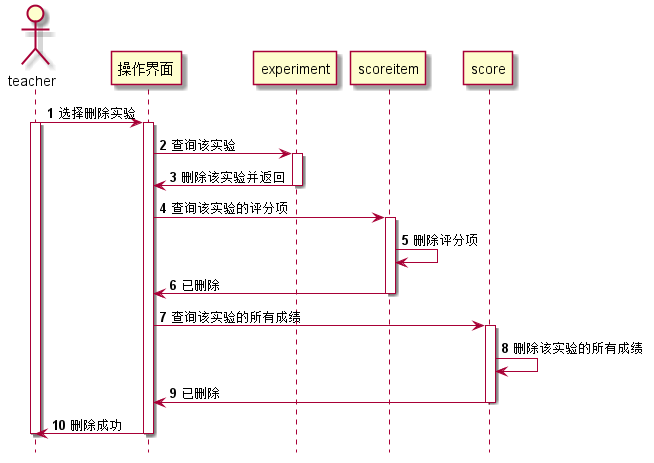 teacher
操作界面
experiment
scoreitem
score
1 选择删除实验
2 查询该实验
3 删除该实验并返回
4 查询该实验的评分项
5 删除评分项
6 已删除
7 查询该实验的所有成绩
8 删除该实验的所有成绩
9 已删除
10 删除成功